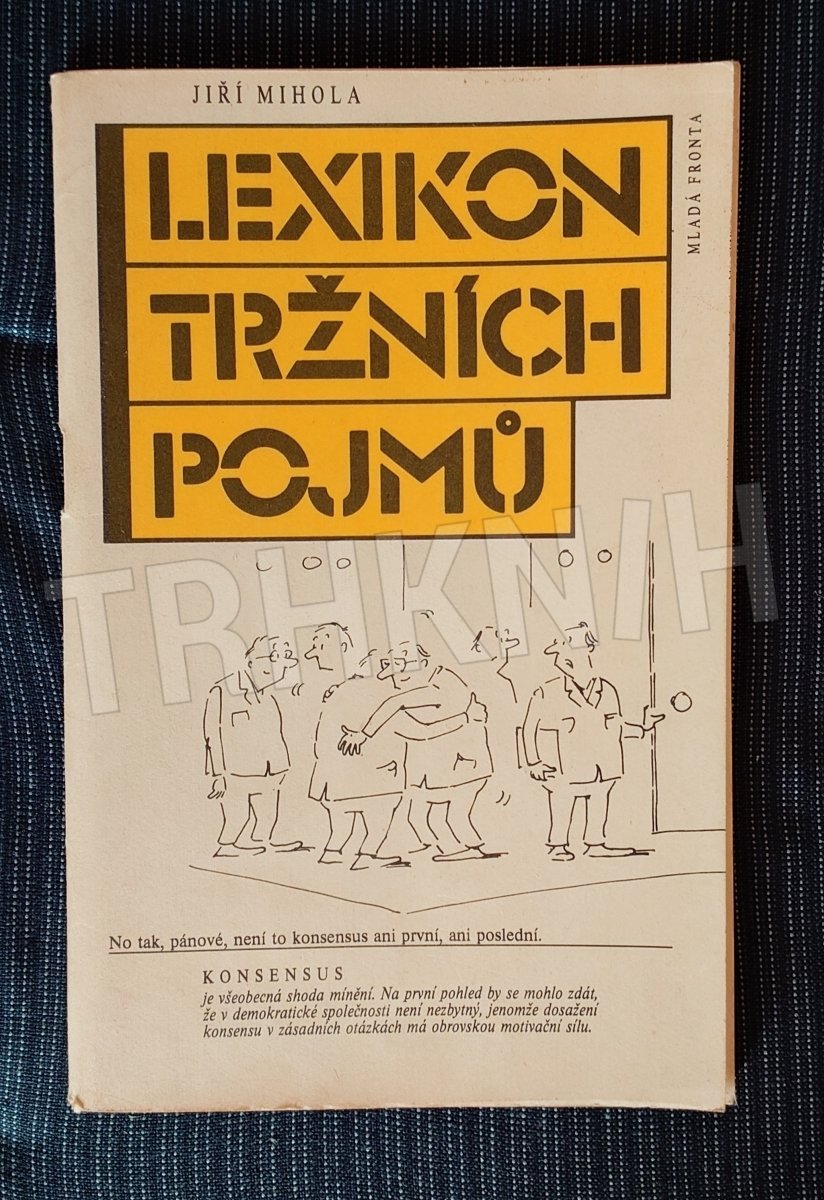 JIŘÍ MIHOLA
MLADÁ FRONTA
LEXIKON
TRŽNÍCH
POJMŮ
TRHKNIH
No tak, pánové, není to konsensus ani první, ani poslední.
KONSENSUS
je všeobecná shoda mínění. Na první pohled by se mohlo zdát,
že v demokratické společnosti není nezbytný, jenomže dosažení
konsensu v zásadních otázkách má obrovskou motivační sílu.